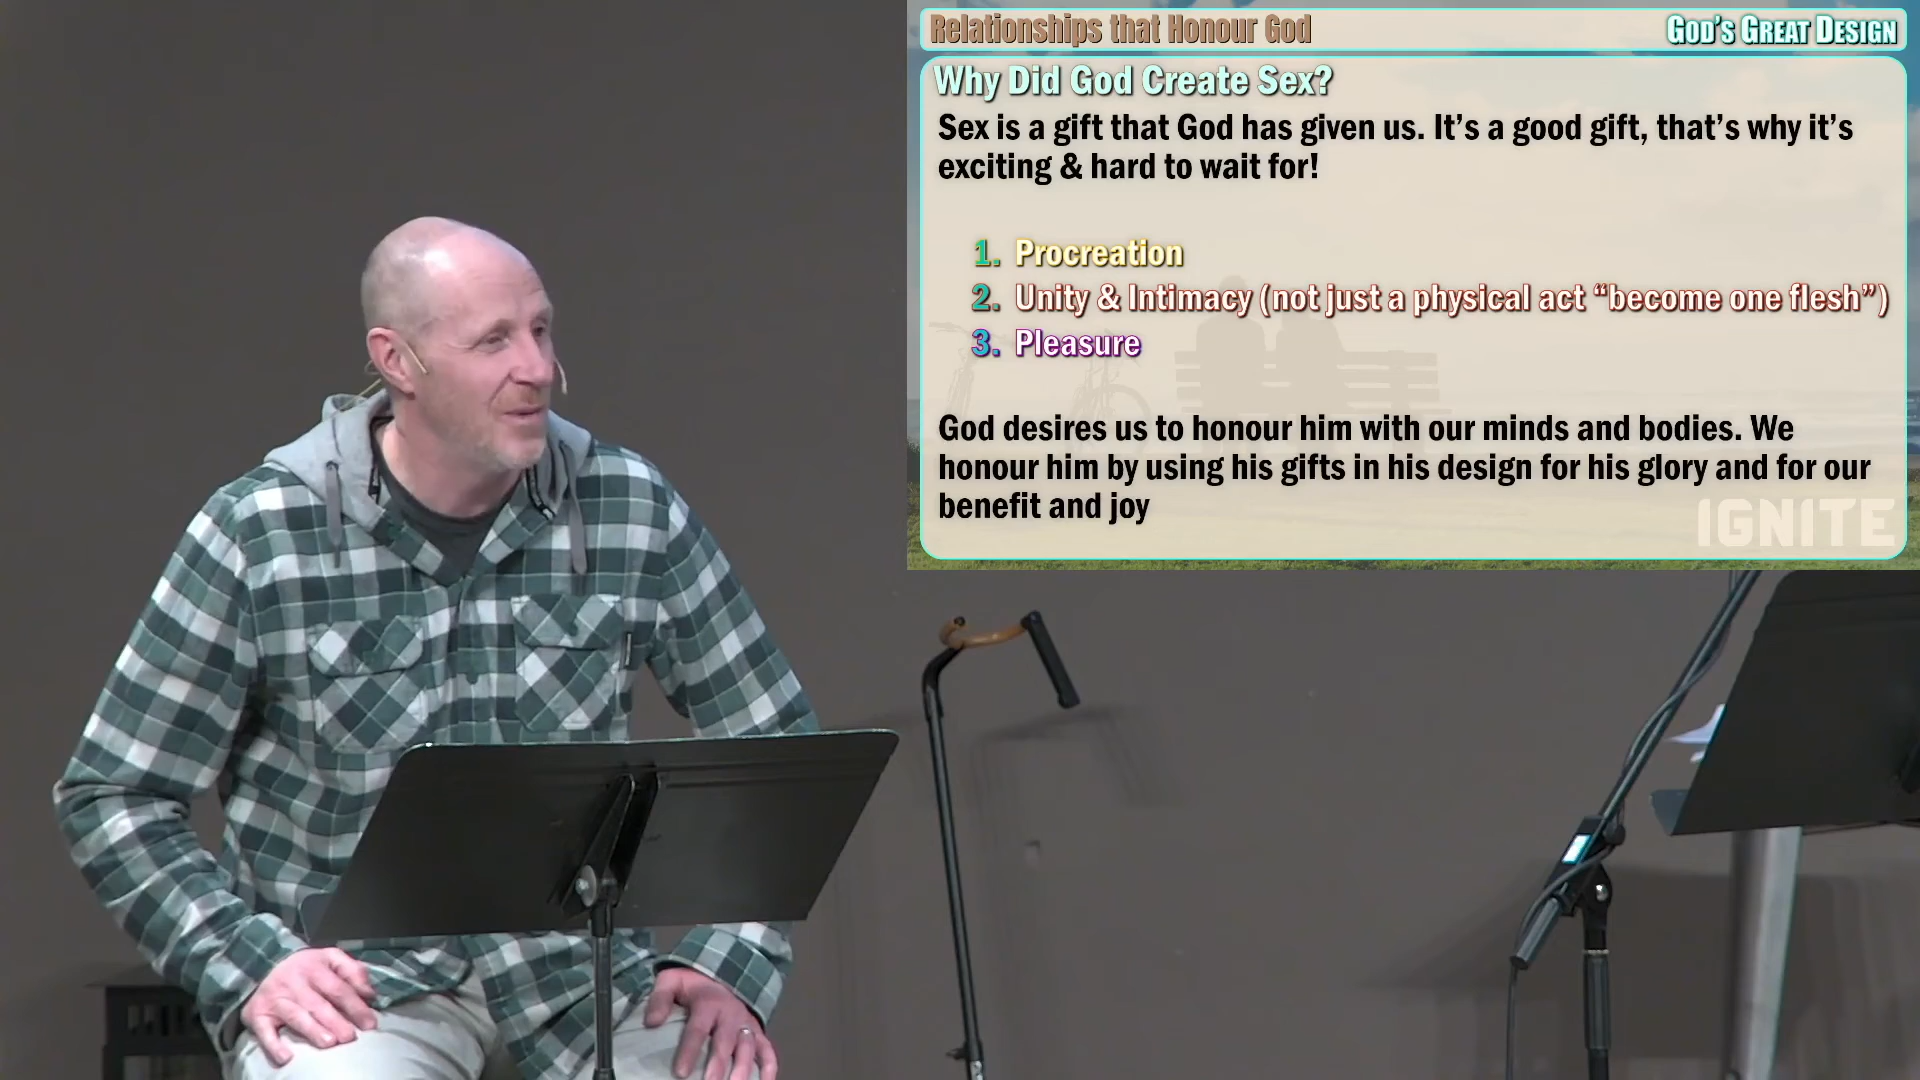 Relationships that Honour God
God's Great Design
Why Did God Create Sex?
Sex is a gift that God has given us. It’s a good gift, that’s why it’s
exciting & hard to wait for!
1. Procreation
2. Unity & Intimacy (not just a physical act “become one flesh”)
3. Pleasure
God desires us to honour him with our minds and bodies. We
honour him by using his gifts in his design for his glory and for our
benefit and joy
IGNITE